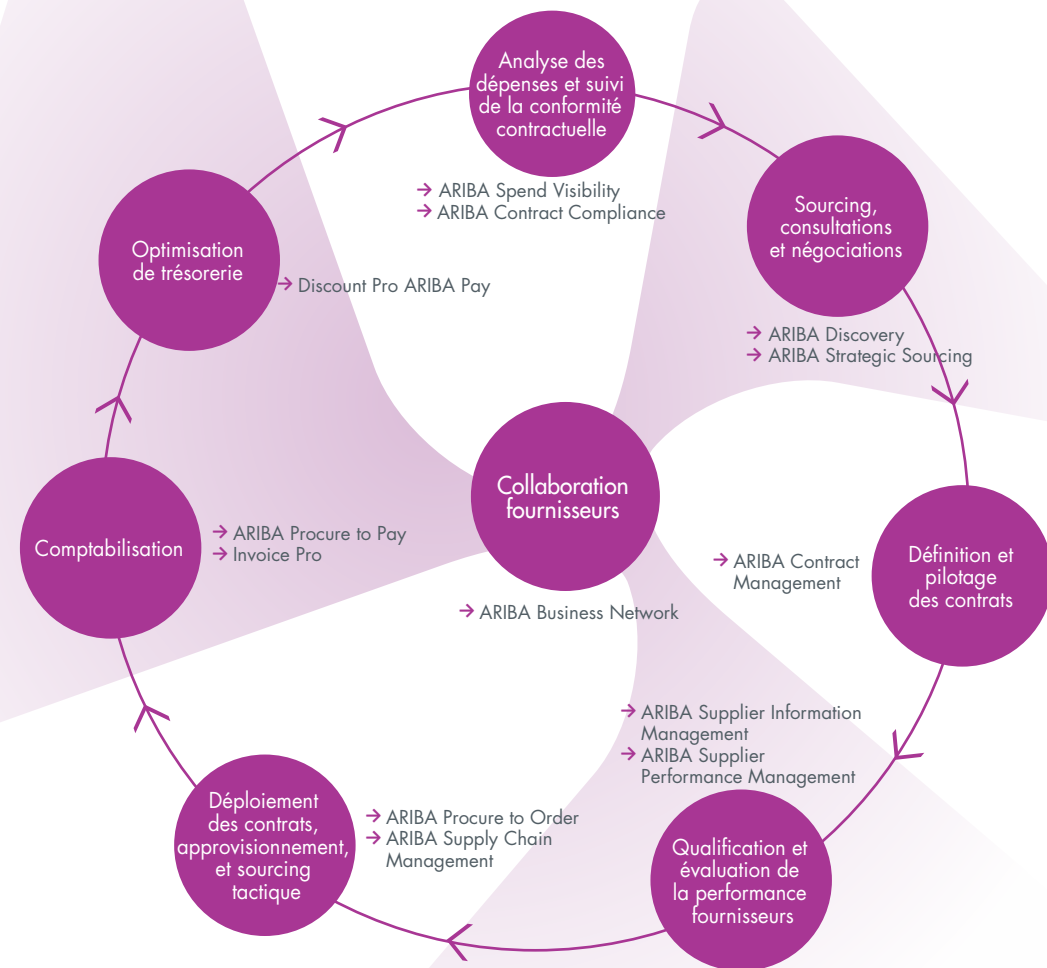 Analyse des
dépenses et suivi
de la conformité
contractuelle
→ ARIBA Spend Visibility
→ ARIBA Contract Compliance
Sourcing,
consultations
et négociations
→ ARIBA Discovery
→ ARIBA Strategic Sourcing
Optimisation
de trésorerie
→ Discount Pro ARIBA Pay
Collaboration
fournisseurs
→ ARIBA Business Network
Définition et
pilotage
des contrats
→ ARIBA Contract
Management
Comptabilisation
→ ARIBA Procure to Pay
→ Invoice Pro
→ ARIBA Supplier Information
Management
→ ARIBA Supplier
Performance Management
Qualification et
évaluation de
la performance
fournisseurs
Déploiement
des contrats,
approvisionnement,
et sourcing
tactique
→ ARIBA Procure to Order
→ ARIBA Supply Chain
Management